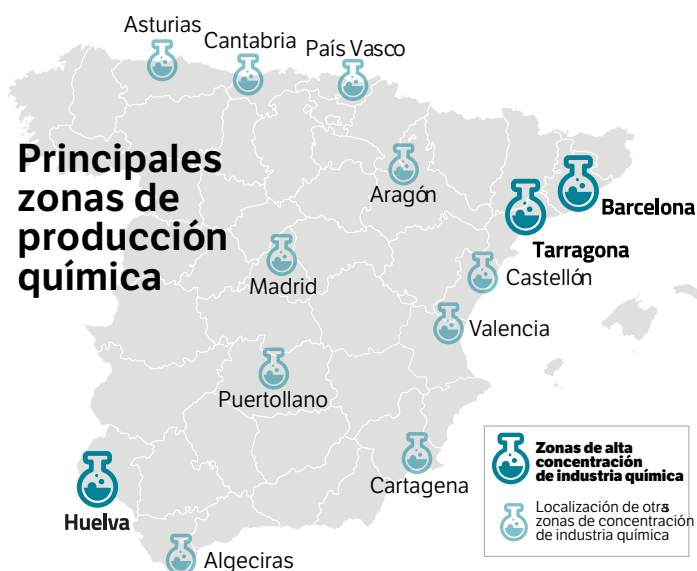 Asturias
Cantabria
País Vasco
Principales
zonas de
producción
química
Aragón
Barcelona
Tarragona
Madrid
Castellón
Valencia
Puertollano
Cartagena
Huelva
Algeciras
Zonas de alta
concentración
de industria química
Localización de otras
zonas de concentración
de industria química